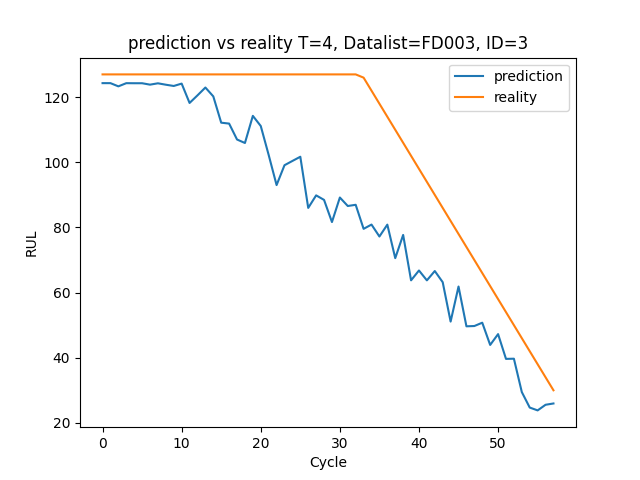 prediction vs reality T=4, Datalist=FD003, ID=3
prediction
reality
RUL
120
100
80
60
40
20
0 10 20 30 40 50
Cycle